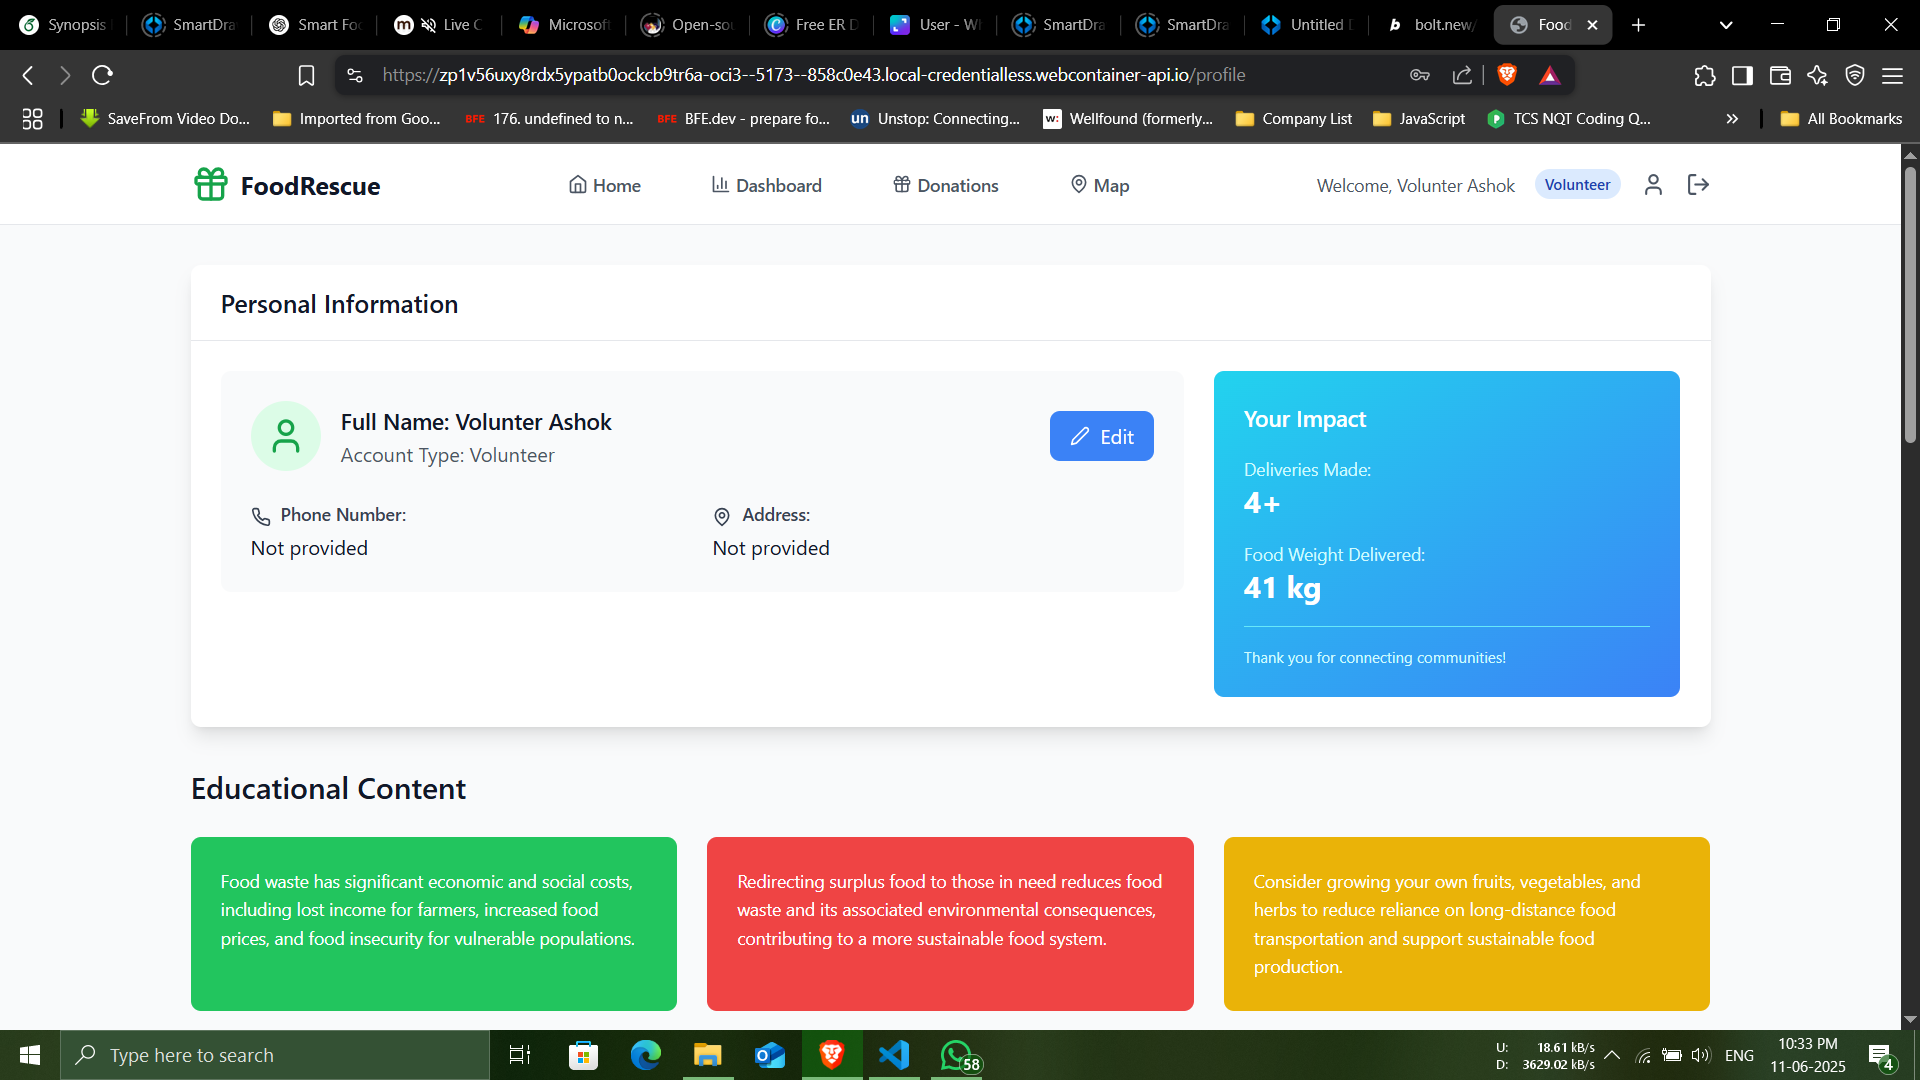 Synopsis
SmartDra
Smart Foo
Live C
Microsoft
Open-sou
Free ER D
User - Wh
SmartDra
SmartDra
Untitled D
bolt.new/
Food
https://zp1v56uxy8rdx5ypatb0ockcb9tr6a-oci3--5173--858c0e43.local-credentialless.webcontainer-api.io/profile
SaveFrom Video Do...
Imported from Goo...
BFE 176. undefined to n...
BFE BFE.dev - prepare fo...
un Unstop: Connecting...
w: Wellfound (formerly...
Company List
JavaScript
TCS NQT Coding Q...
All Bookmarks
FoodRescue
Home
Dashboard
Donations
Map
Welcome, Volunter Ashok
Volunteer
Personal Information
Full Name: Volunter Ashok
Account Type: Volunteer
Edit
Phone Number:
Not provided
Address:
Not provided
Your Impact
Deliveries Made:
4+
Food Weight Delivered:
41 kg
Thank you for connecting communities!
Educational Content
Food waste has significant economic and social costs,
including lost income for farmers, increased food
prices, and food insecurity for vulnerable populations.
Redirecting surplus food to those in need reduces food
waste and its associated environmental consequences,
contributing to a more sustainable food system.
Consider growing your own fruits, vegetables, and
herbs to reduce reliance on long-distance food
transportation and support sustainable food
production.
Type here to search
58
U: 18.61 kB/s
D: 3629.02 kB/s
ENG
10:33 PM
11-06-2025
4